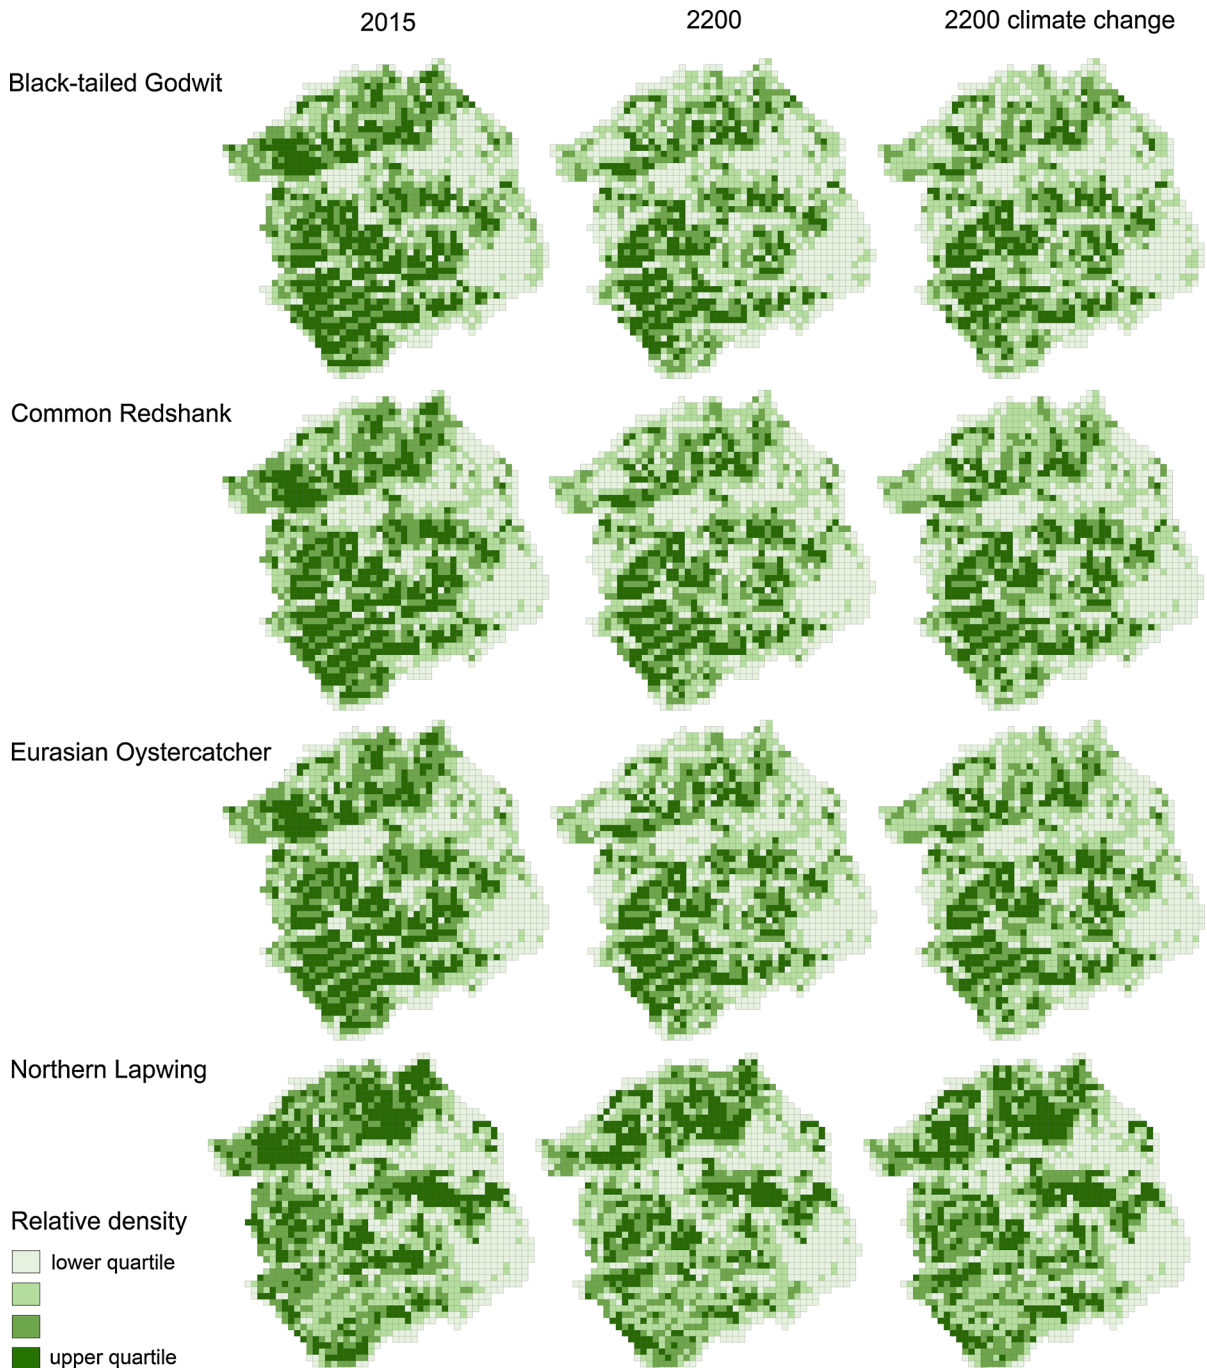 2015
2200
2200 climate change
Black-tailed Godwit
Common Redshank
Eurasian Oystercatcher
Northern Lapwing
Relative density
lower quartile
upper quartile